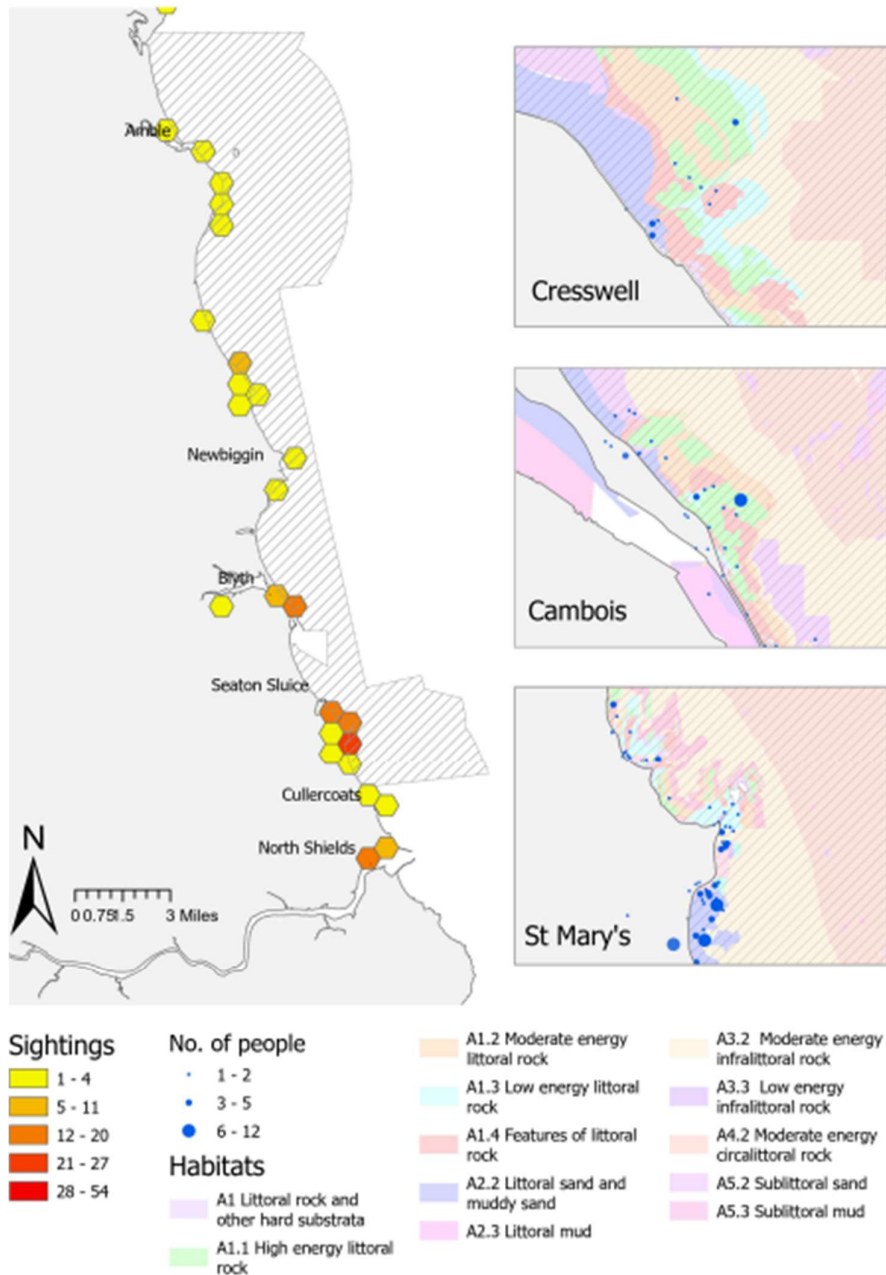 Amble
Newbiggin
Blyth
Seaton Sluice
Cullercoats
North Shields
N
0 0.75 1.5 3 Miles
Cresswell
Cambois
St Mary's
Sightings
1 - 4
5 - 11
12 - 20
21 - 27
28 - 54
No. of people
1 - 2
3 - 5
6 - 12
Habitats
A1 Littoral rock and
other hard substrata
A1.1 High energy littoral
rock
A1.2 Moderate energy
littoral rock
A1.3 Low energy littoral
rock
A1.4 Features of littoral
rock
A2.2 Littoral sand and
muddy sand
A2.3 Littoral mud
A3.2 Moderate energy
infralittoral rock
A3.3 Low energy
infralittoral rock
A4.2 Moderate energy
circalittoral rock
A5.2 Sublittoral sand
A5.3 Sublittoral mud